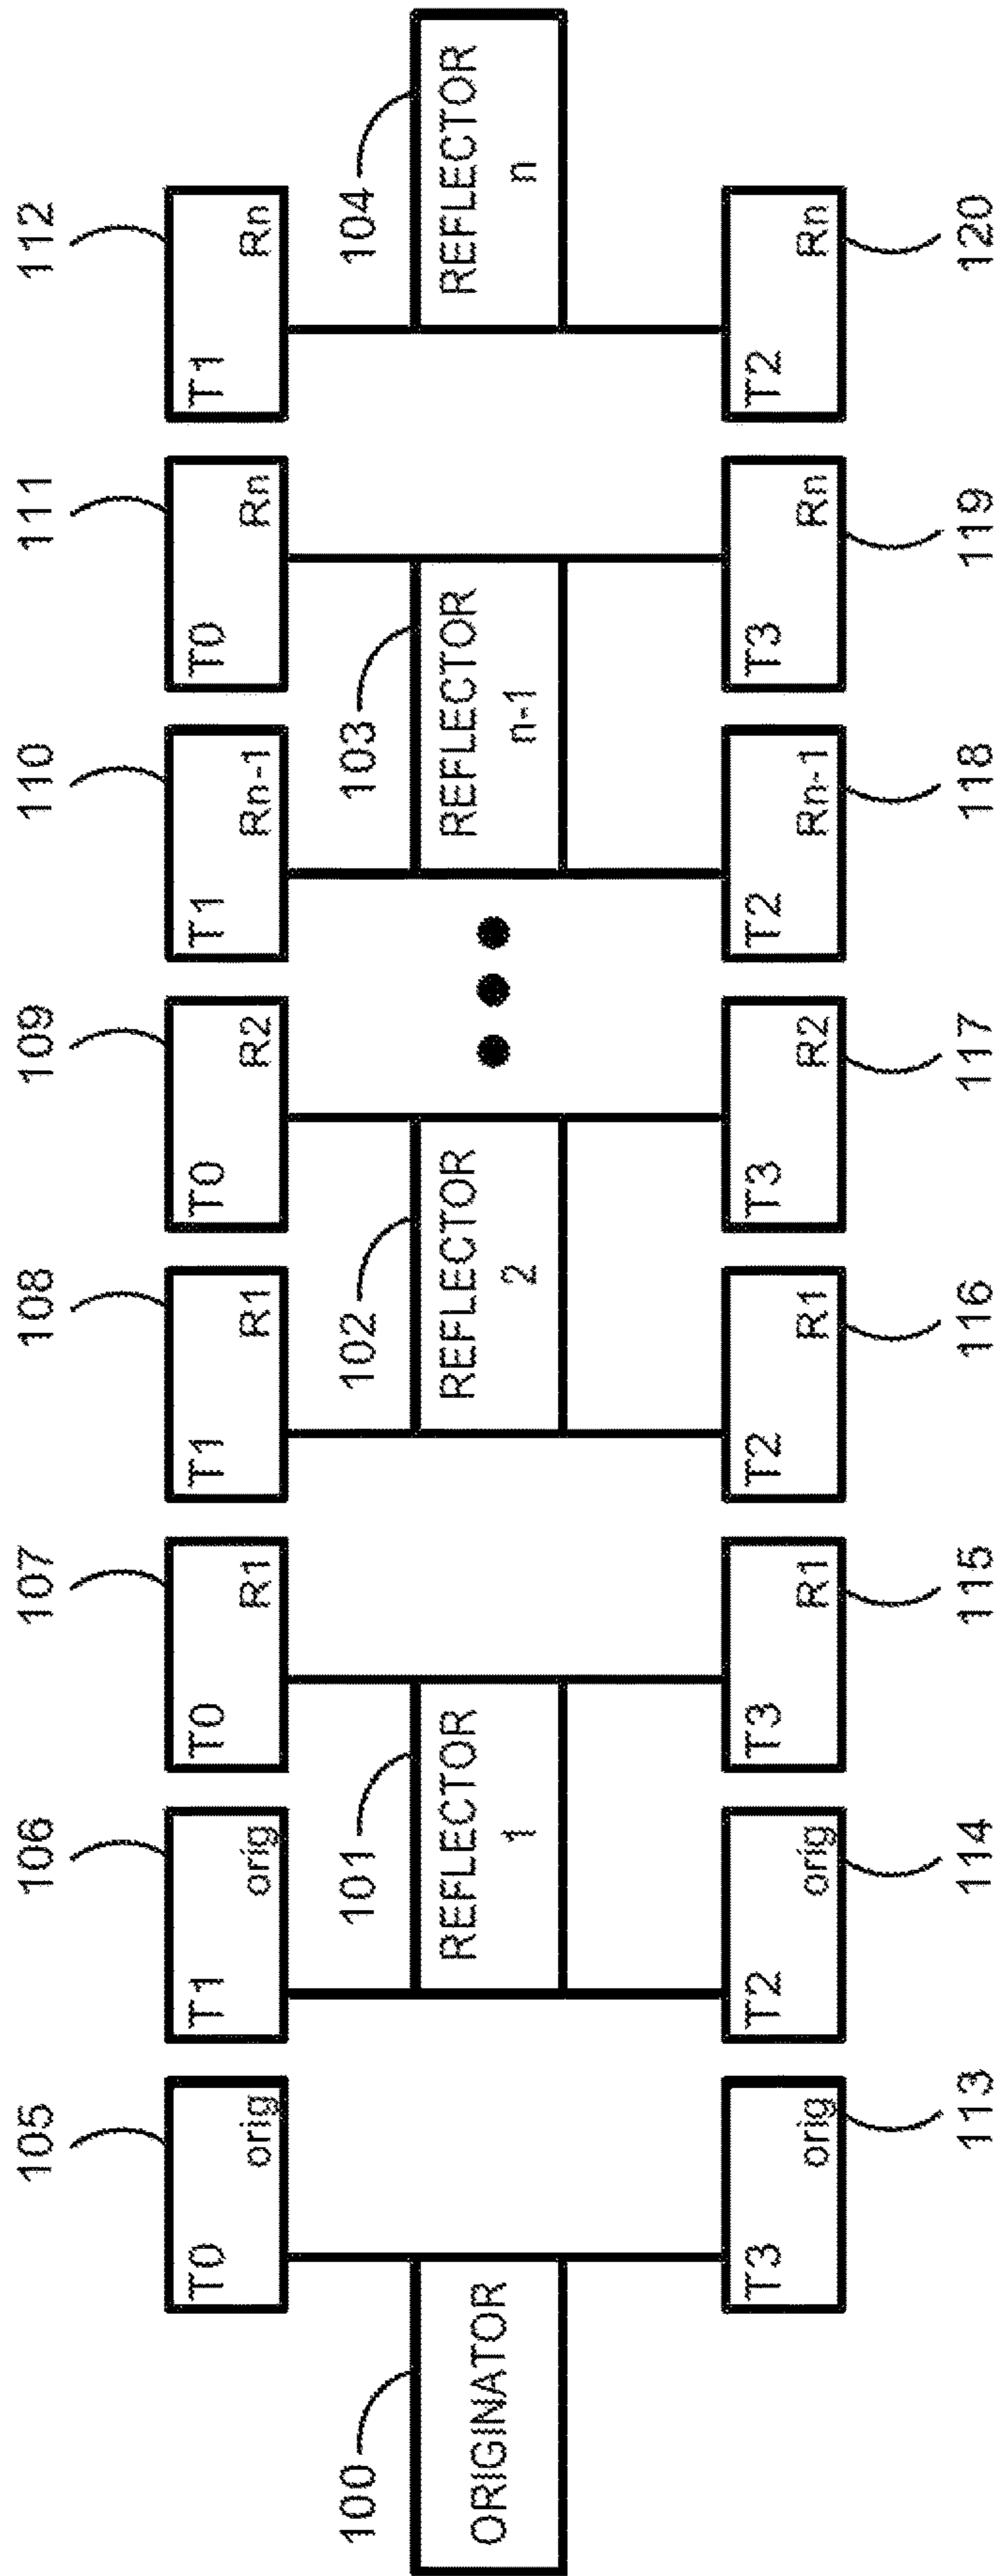 105 106 107 108 109 110 111 112
T0 orig
T1 orig
T0 R1
T1 R1
T0 R2
T1 Rn-1
T0 Rn
T1 Rn
100 101 102 103 104
ORIGINATOR
REFLECTOR
1
REFLECTOR
2
REFLECTOR
n-1
REFLECTOR
n
T3 orig
T2 orig
T3 R1
T2 R1
T3 R2
T2 Rn-1
T3 Rn
T2 Rn
113 114 115 116 117 118 119 120